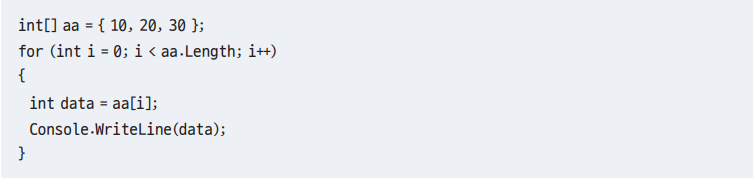 int[] aa = { 10, 20, 30 };
for (int i = 0; i < aa.Length; i++)
{
  int data = aa[i];
  Console.WriteLine(data);
}